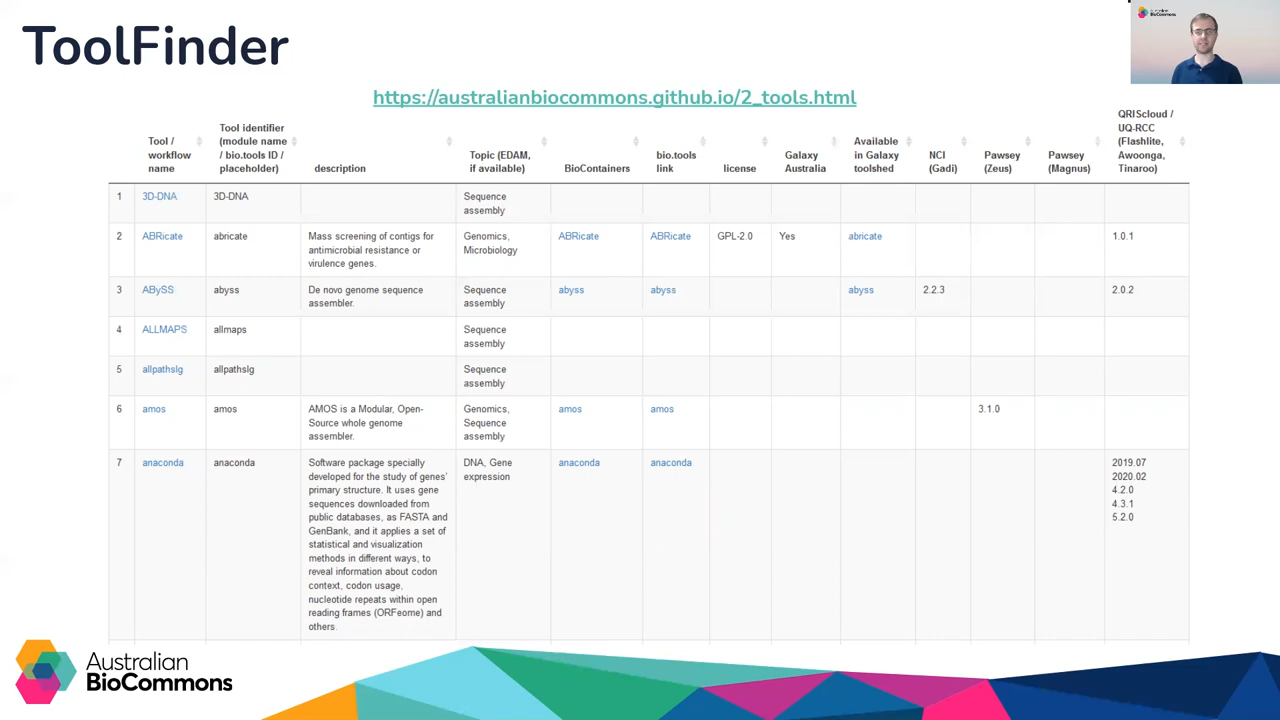 ToolFinder
Australian
BioCommons
https://australianbiocommons.github.io/2_tools.html
Tool /
workflow
name
Tool identifier
(module name
/ bio.tools ID /
placeholder)
description
Topic (EDAM,
if available)
BioContainers
bio.tools
link
license
Galaxy
Australia
Available
in Galaxy
toolshed
NCI
(Gadi)
Pawsey
(Zeus)
Pawsey
(Magnus)
QRIScloud /
UQ-RCC
(Flashlite,
Awoonga,
Tinaroo)
1
3D-DNA
3D-DNA
Sequence
assembly
2
ABRicate
abricate
Mass screening of contigs for
antimicrobial resistance or
virulence genes.
Genomics,
Microbiology
ABRicate
ABRicate
GPL-2.0
Yes
abricate
1.0.1
3
ABySS
abyss
De novo genome sequence
assembler.
Sequence
assembly
abyss
abyss
abyss
2.2.3
2.0.2
4
ALLMAPS
allmaps
Sequence
assembly
5
allpathslg
allpathslg
Sequence
assembly
6
amos
amos
AMOS is a Modular, Open-
Source whole genome
assembler.
Genomics,
Sequence
assembly
amos
amos
3.1.0
7
anaconda
anaconda
Software package specially
developed for the study of genes'
primary structure. It uses gene
sequences downloaded from
public databases, as FASTA and
GenBank, and it applies a set of
statistical and visualization
methods in different ways, to
reveal information about codon
context, codon usage,
nucleotide repeats within open
reading frames (ORFeome) and
others.
DNA, Gene
expression
anaconda
anaconda
2019.07
2020.02
4.2.0
4.3.1
5.2.0
Australian
BioCommons